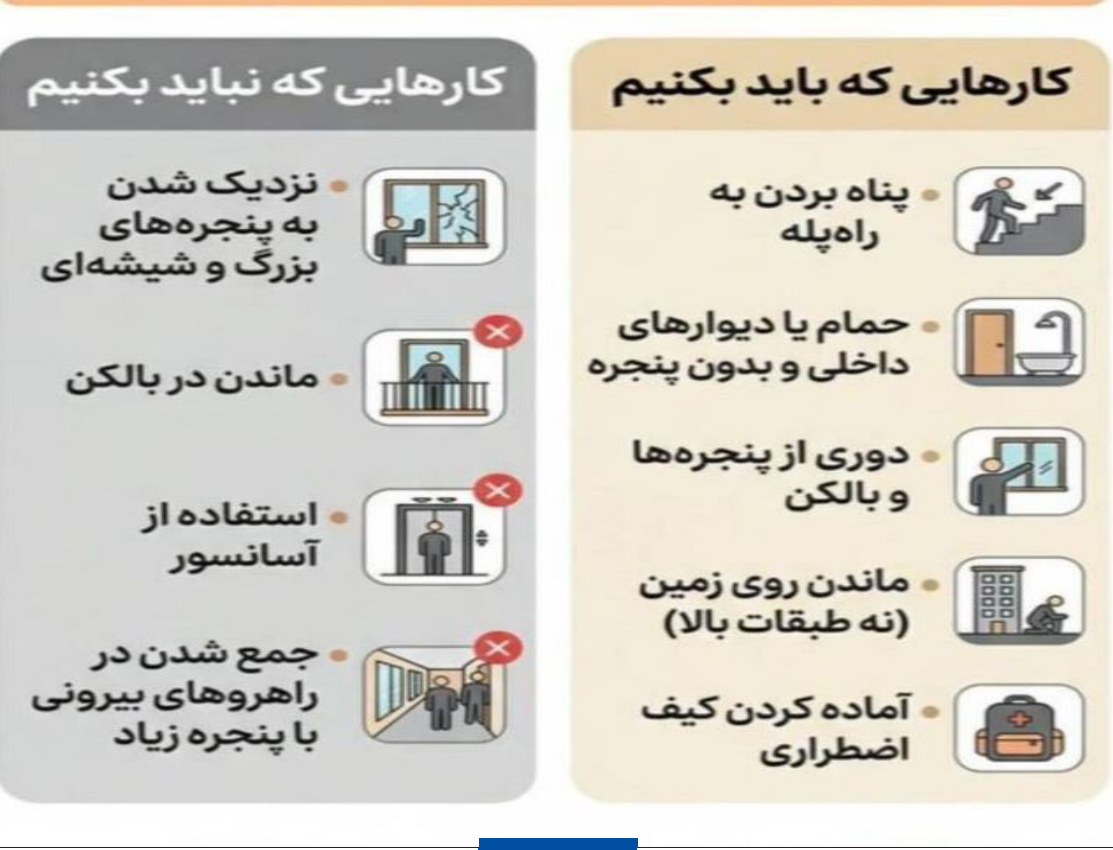 کارهایی که باید بکنیم
پناه بردن به
راه‌پله
حمام یا دیوارهای
داخلی و بدون پنجره
دوری از پنجره‌ها
و بالکن
ماندن روی زمین
(نه طبقات بالا)
آماده کردن کیف
اضطراری
کارهایی که نباید بکنیم
نزدیک شدن
به پنجره‌های
بزرگ و شیشه‌ای
ماندن در بالکن
استفاده از
آسانسور
جمع شدن در
راهروهای بیرونی
با پنجره زیاد